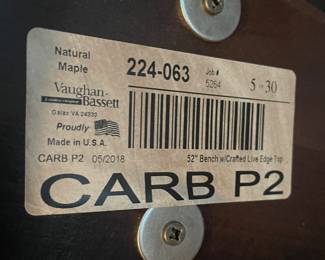 Natural
Maple
224-063
Job #
5264
5 of 30
Vaughan-
Bassett
Galax VA 24333
Proudly
Made in U.S.A.
CARB P2 05/2018
52" Bench w/Crafted Live Edge Top
CARB P2